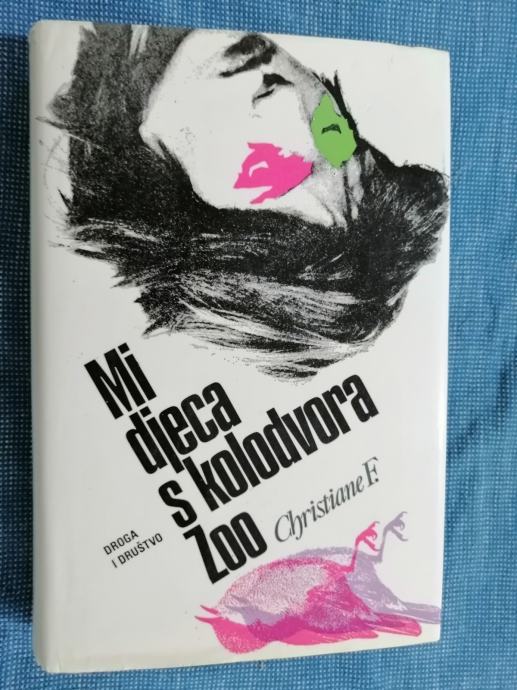 Mi
djeca
s kolodvora
Zoo
Christiane F.
DROGA
I DRUŠTVO